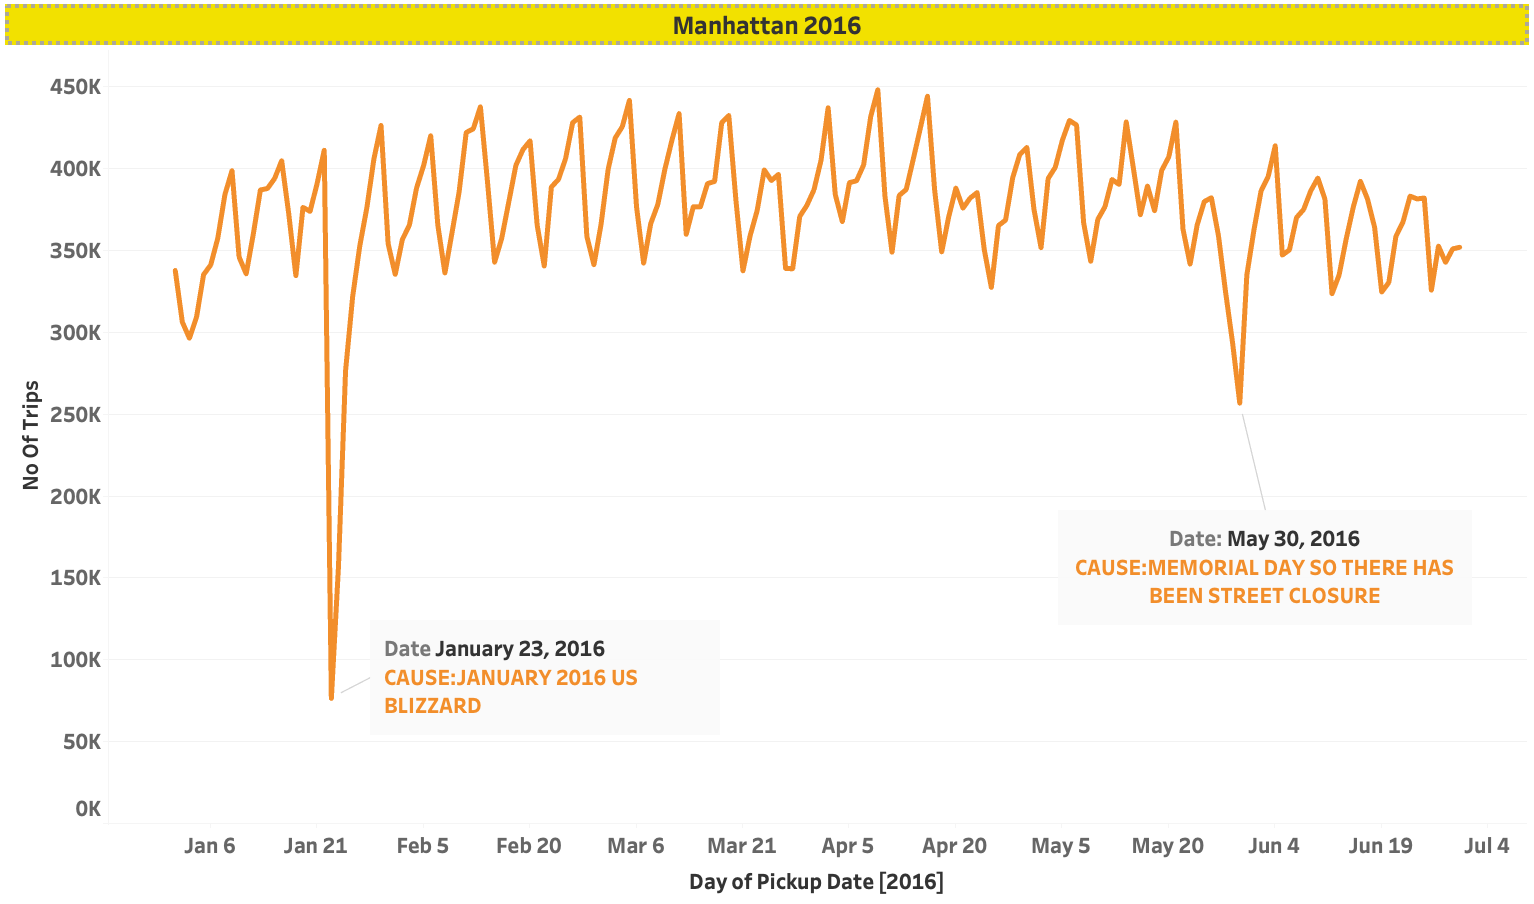 Manhattan 2016
450K
400K
350K
300K
250K
200K
150K
100K
50K
0K
No Of Trips
Date: May 30, 2016
CAUSE:MEMORIAL DAY SO THERE HAS
BEEN STREET CLOSURE
Date January 23, 2016
CAUSE:JANUARY 2016 US
BLIZZARD
Jan 6 Jan 21 Feb 5 Feb 20 Mar 6 Mar 21 Apr 5 Apr 20 May 5 May 20 Jun 4 Jun 19 Jul 4
Day of Pickup Date [2016]